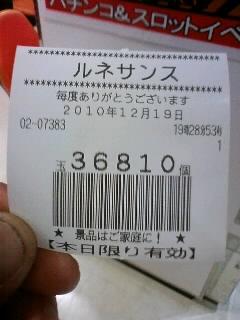 パチンコ&スロットイベ
********************
ルネサンス
********************
毎度ありがとうございます
2010年12月19日
02-07383 19時28分53秒
1
玉 36810 個
★ 景品はご家庭に! ★
【本日限り有効】